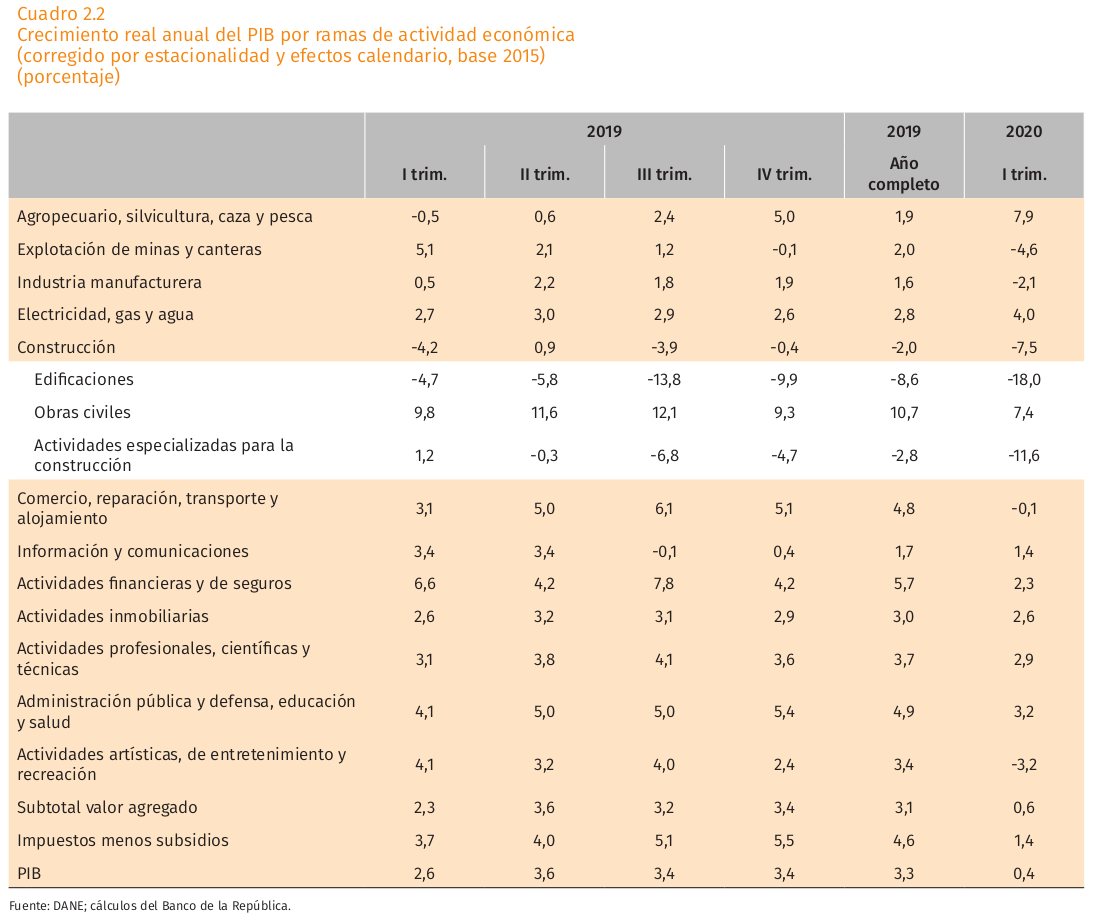 Cuadro 2.2
Crecimiento real anual del PIB por ramas de actividad económica
(corregido por estacionalidad y efectos calendario, base 2015)
(porcentaje)
2019 2019 2020
I trim. II trim. III trim. IV trim. Año completo I trim.
Agropecuario, silvicultura, caza y pesca -0,5 0,6 2,4 5,0 1,9 7,9
Explotación de minas y canteras 5,1 2,1 1,2 -0,1 2,0 -4,6
Industria manufacturera 0,5 2,2 1,8 1,9 1,6 -2,1
Electricidad, gas y agua 2,7 3,0 2,9 2,6 2,8 4,0
Construcción -4,2 0,9 -3,9 -0,4 -2,0 -7,5
Edificaciones -4,7 -5,8 -13,8 -9,9 -8,6 -18,0
Obras civiles 9,8 11,6 12,1 9,3 10,7 7,4
Actividades especializadas para la
construcción 1,2 -0,3 -6,8 -4,7 -2,8 -11,6
Comercio, reparación, transporte y
alojamiento 3,1 5,0 6,1 5,1 4,8 -0,1
Información y comunicaciones 3,4 3,4 -0,1 0,4 1,7 1,4
Actividades financieras y de seguros 6,6 4,2 7,8 4,2 5,7 2,3
Actividades inmobiliarias 2,6 3,2 3,1 2,9 3,0 2,6
Actividades profesionales, científicas y
técnicas 3,1 3,8 4,1 3,6 3,7 2,9
Administración pública y defensa, educación
y salud 4,1 5,0 5,0 5,4 4,9 3,2
Actividades artísticas, de entretenimiento y
recreación 4,1 3,2 4,0 2,4 3,4 -3,2
Subtotal valor agregado 2,3 3,6 3,2 3,4 3,1 0,6
Impuestos menos subsidios 3,7 4,0 5,1 5,5 4,6 1,4
PIB 2,6 3,6 3,4 3,4 3,3 0,4
Fuente: DANE; cálculos del Banco de la República.